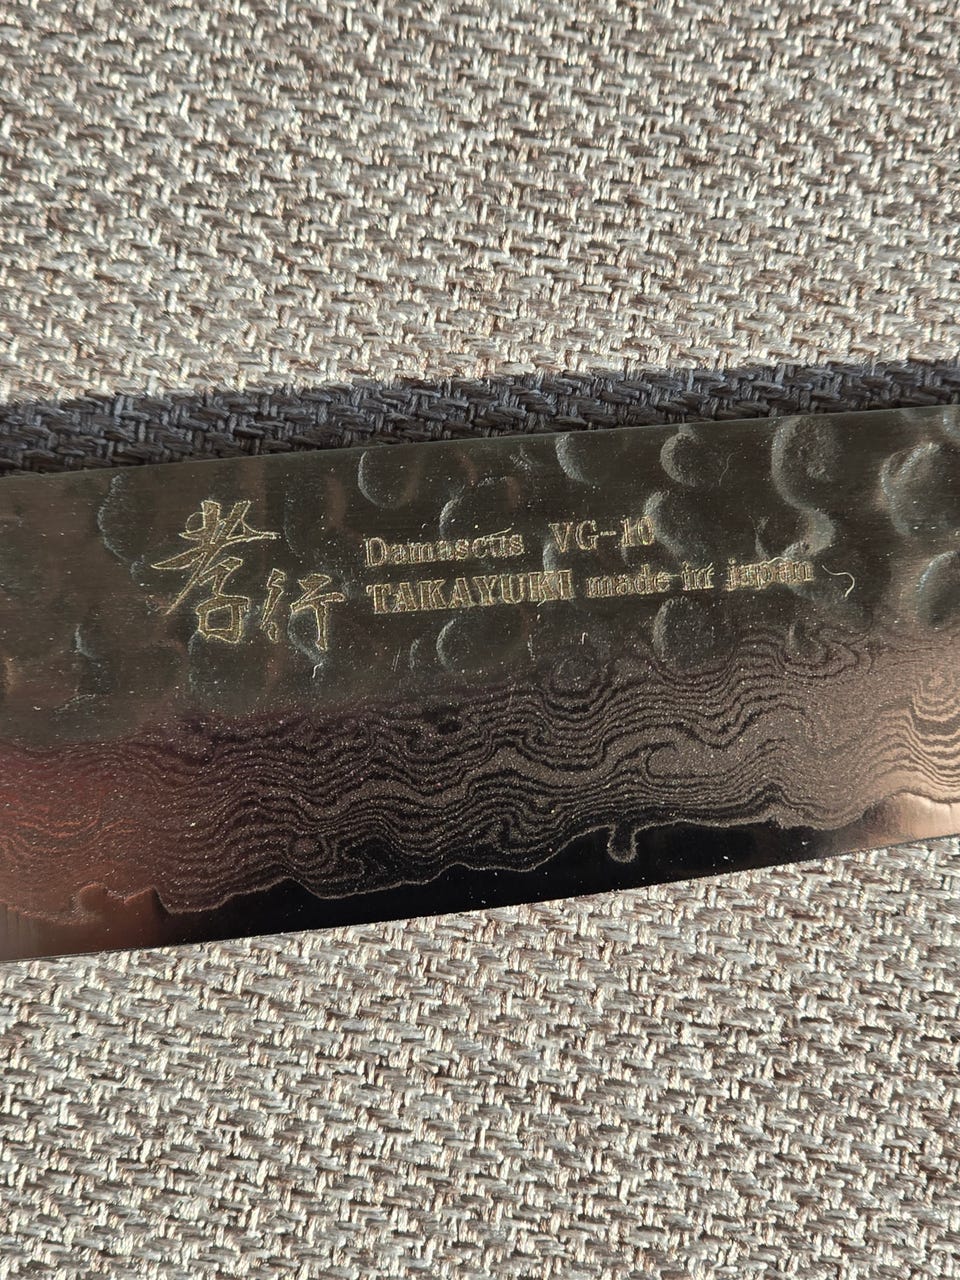 孝行
Damascus VG-10
TAKAYUKI made in japan